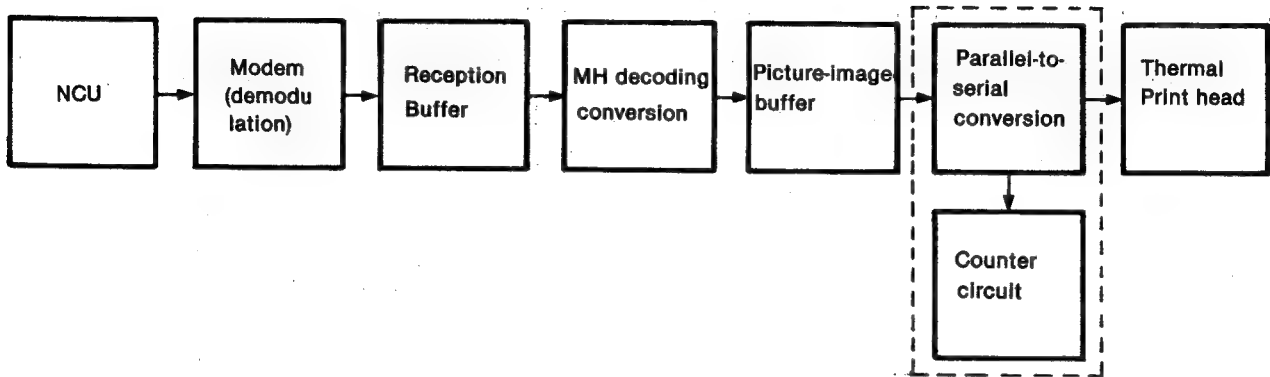 NCU
Modem
(demodu
lation)
Reception
Buffer
MH decoding
conversion
Picture-image
buffer
Parallel-to-
serial
conversion
Thermal
Print head
Counter
circuit